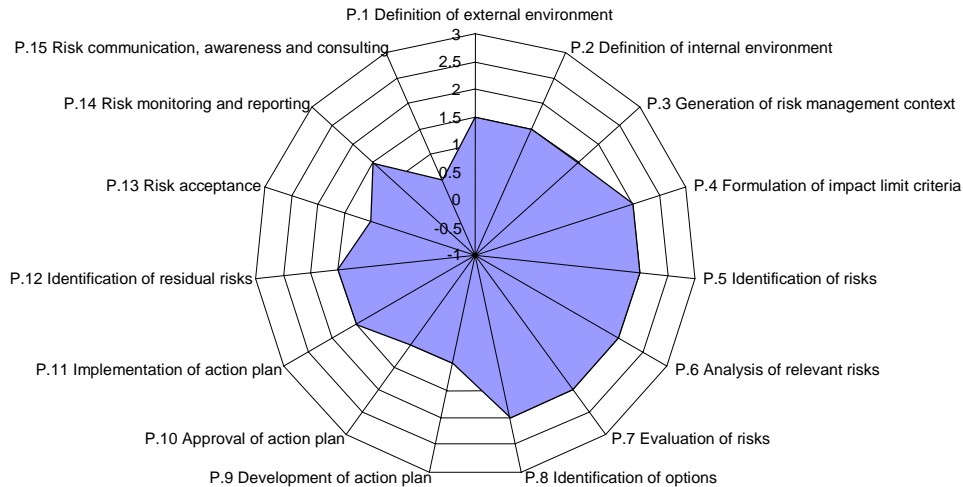 P.1 Definition of external environment
P.2 Definition of internal environment
P.3 Generation of risk management context
P.4 Formulation of impact limit criteria
P.5 Identification of risks
P.6 Analysis of relevant risks
P.7 Evaluation of risks
P.8 Identification of options
P.9 Development of action plan
P.10 Approval of action plan
P.11 Implementation of action plan
P.12 Identification of residual risks
P.13 Risk acceptance
P.14 Risk monitoring and reporting
P.15 Risk communication, awareness and consulting
3
2.5
2
1.5
1
0.5
0
-0.5
-1